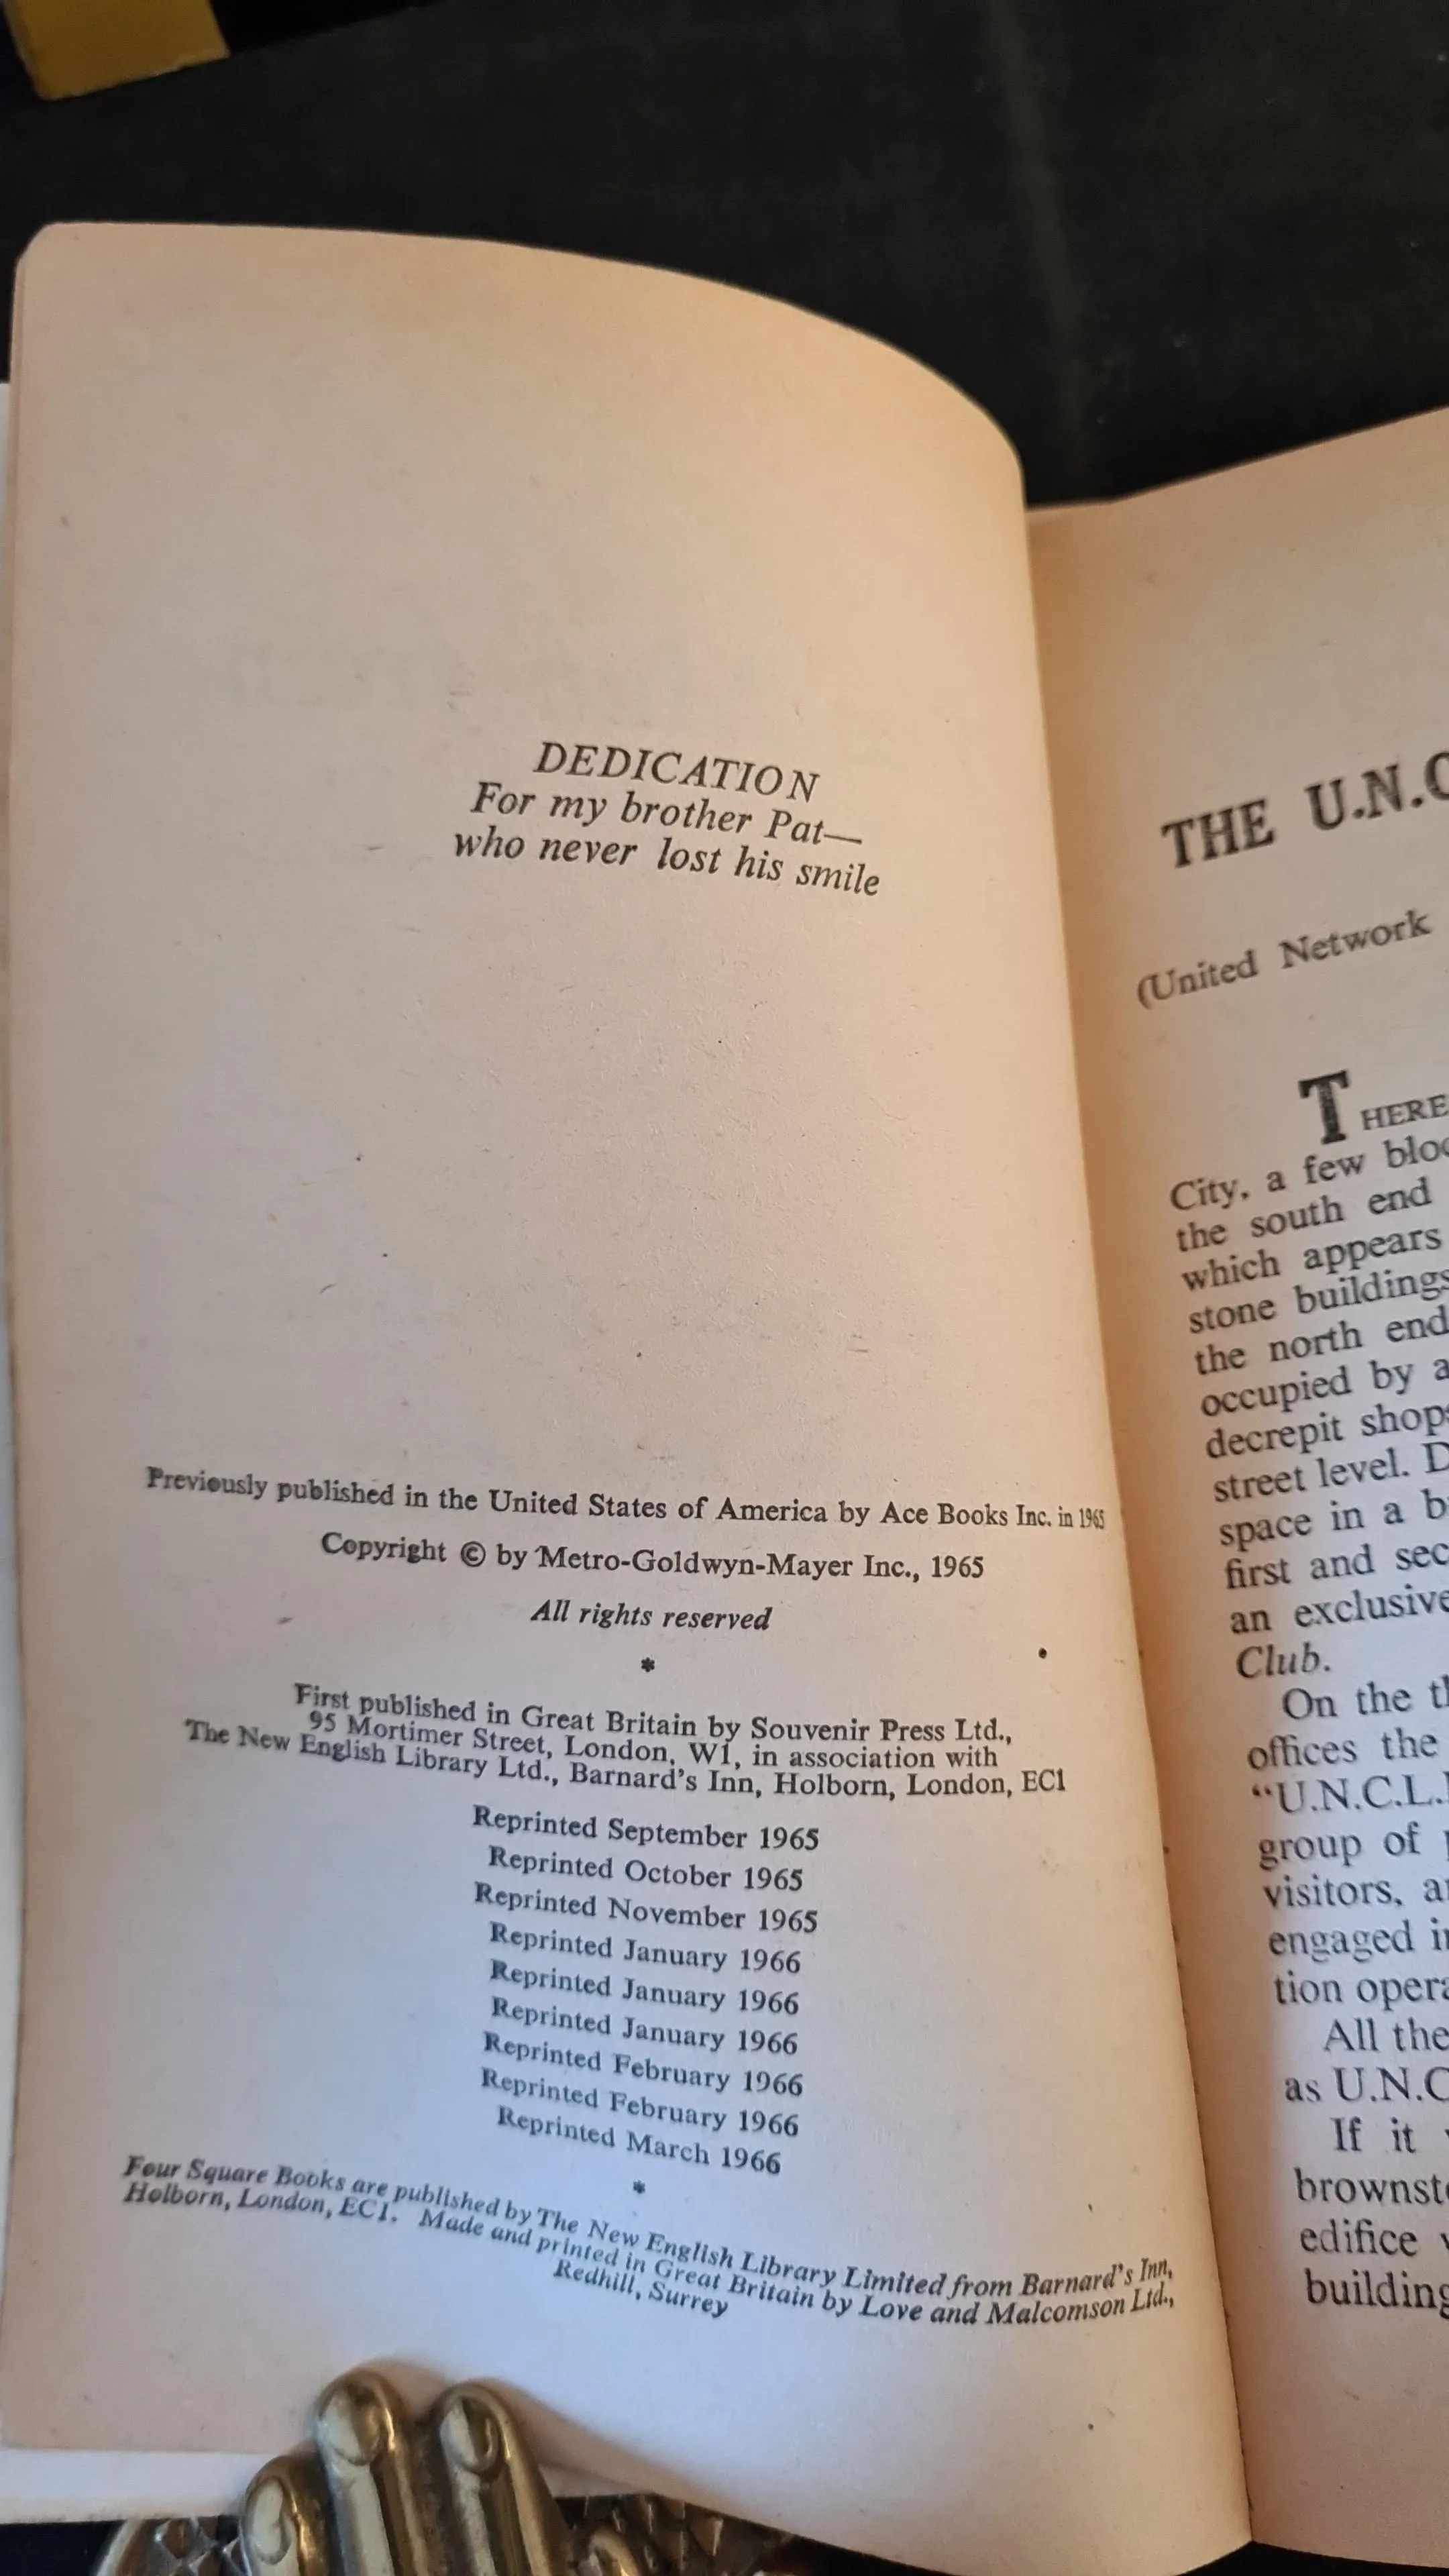 DEDICATION
For my brother Pat—
who never lost his smile
Previously published in the United States of America by Ace Books Inc. in 1965
Copyright © by Metro-Goldwyn-Mayer Inc., 1965
All rights reserved
*
First published in Great Britain by Souvenir Press Ltd.,
95 Mortimer Street, London, W1, in association with
The New English Library Ltd., Barnard's Inn, Holborn, London, EC1
Reprinted September 1965
Reprinted October 1965
Reprinted November 1965
Reprinted January 1966
Reprinted January 1966
Reprinted January 1966
Reprinted February 1966
Reprinted February 1966
Reprinted March 1966
*
Four Square Books are published by The New English Library Limited from Barnard's Inn,
Holborn, London, EC1. Made and printed in Great Britain by Love and Malcomson Ltd.,
Redhill, Surrey
THE U.N.C
(United Network
THERE
City, a few bloc
the south end
which appears
stone buildings
the north end
occupied by a
decrepit shops
street level. D
space in a b
first and sec
an exclusive
Club.
On the th
offices the
"U.N.C.L.
group of
visitors, a
engaged in
tion opera
All the
as U.N.C
If it
brownst
edifice
building